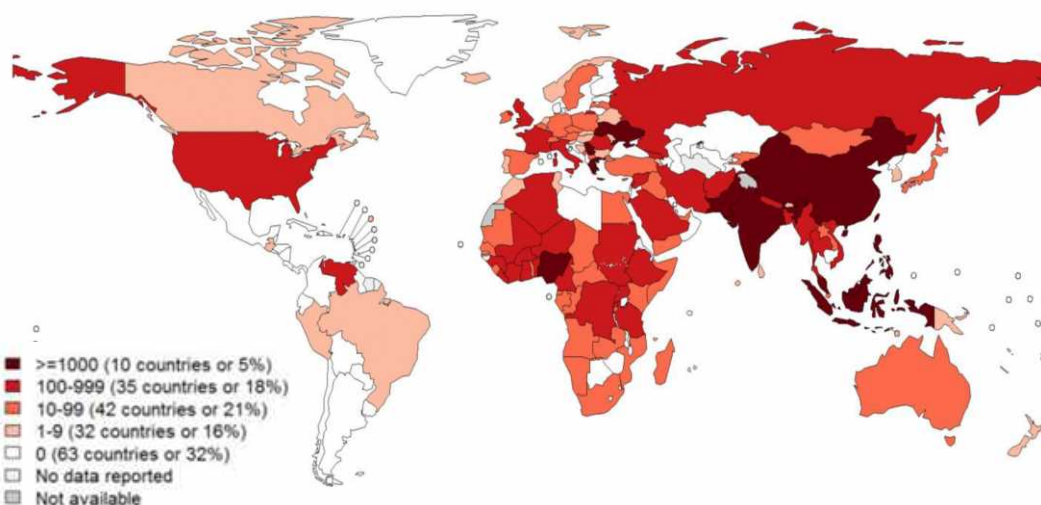 >=1000 (10 countries or 5%)
100-999 (35 countries or 18%)
10-99 (42 countries or 21%)
1-9 (32 countries or 16%)
0 (63 countries or 32%)
No data reported
Not available